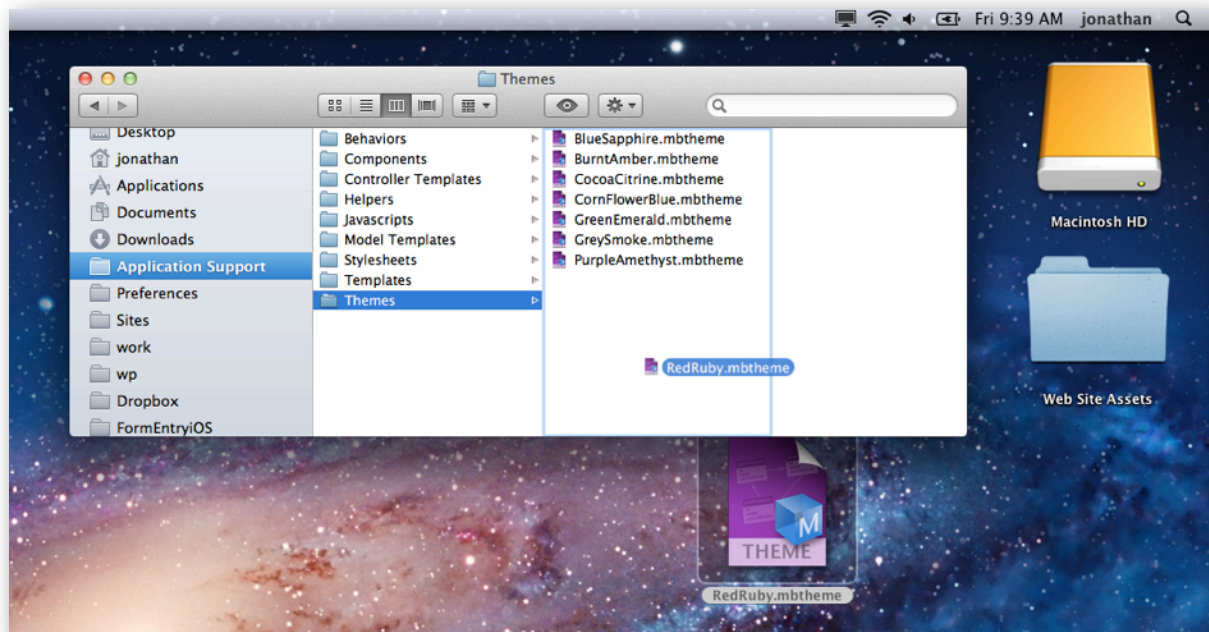 Fri 9:39 AM jonathan
Themes
Desktop
jonathan
Applications
Documents
Downloads
Application Support
Preferences
Sites
work
wp
Dropbox
FormEntryiOS
Behaviors
Components
Controller Templates
Helpers
Javascripts
Model Templates
Stylesheets
Templates
Themes
BlueSapphire.mbtheme
BurntAmber.mbtheme
CocoaCitrine.mbtheme
CornFlowerBlue.mbtheme
GreenEmerald.mbtheme
GreySmoke.mbtheme
PurpleAmethyst.mbtheme
RedRuby.mbtheme
Macintosh HD
Web Site Assets
M
THEME
RedRuby.mbtheme